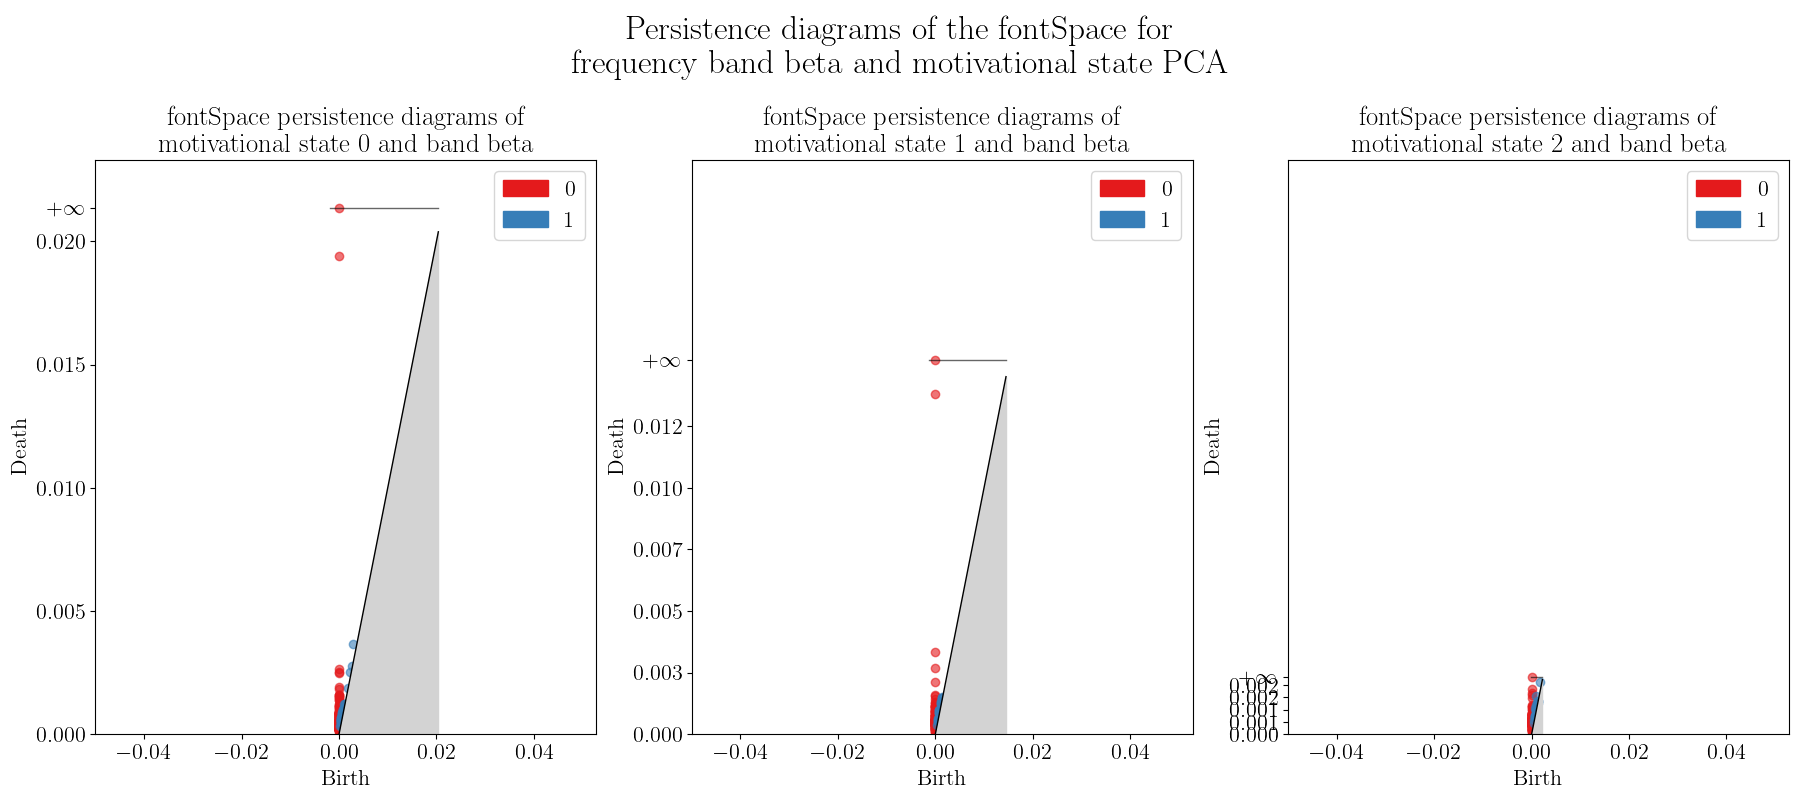 Persistence diagrams of the fontSpace for
frequency band beta and motivational state PCA
fontSpace persistence diagrams of
motivational state 0 and band beta
0
1
+∞
0.020
0.015
0.010
0.005
0.000
Death
−0.04
−0.02
0.00
0.02
0.04
Birth
fontSpace persistence diagrams of
motivational state 1 and band beta
0
1
+∞
0.012
0.010
0.007
0.005
0.003
0.000
Death
−0.04
−0.02
0.00
0.02
0.04
Birth
fontSpace persistence diagrams of
motivational state 2 and band beta
0
1
+∞
0.002
0.002
0.001
0.001
0.000
Death
−0.04
−0.02
0.00
0.02
0.04
Birth